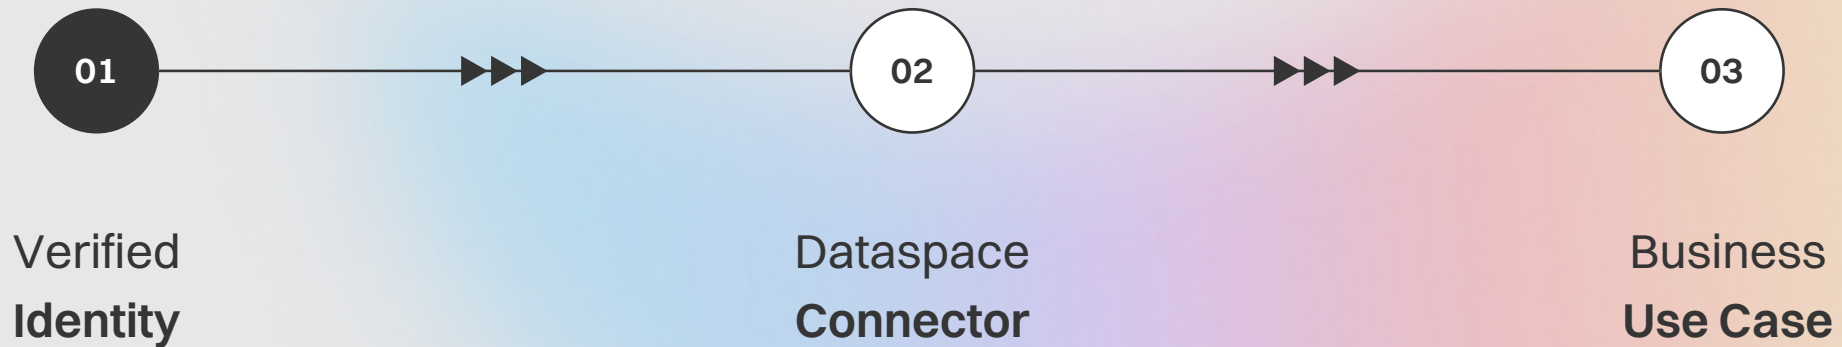 01
02
03
Verified
Identity
Dataspace
Connector
Business
Use Case